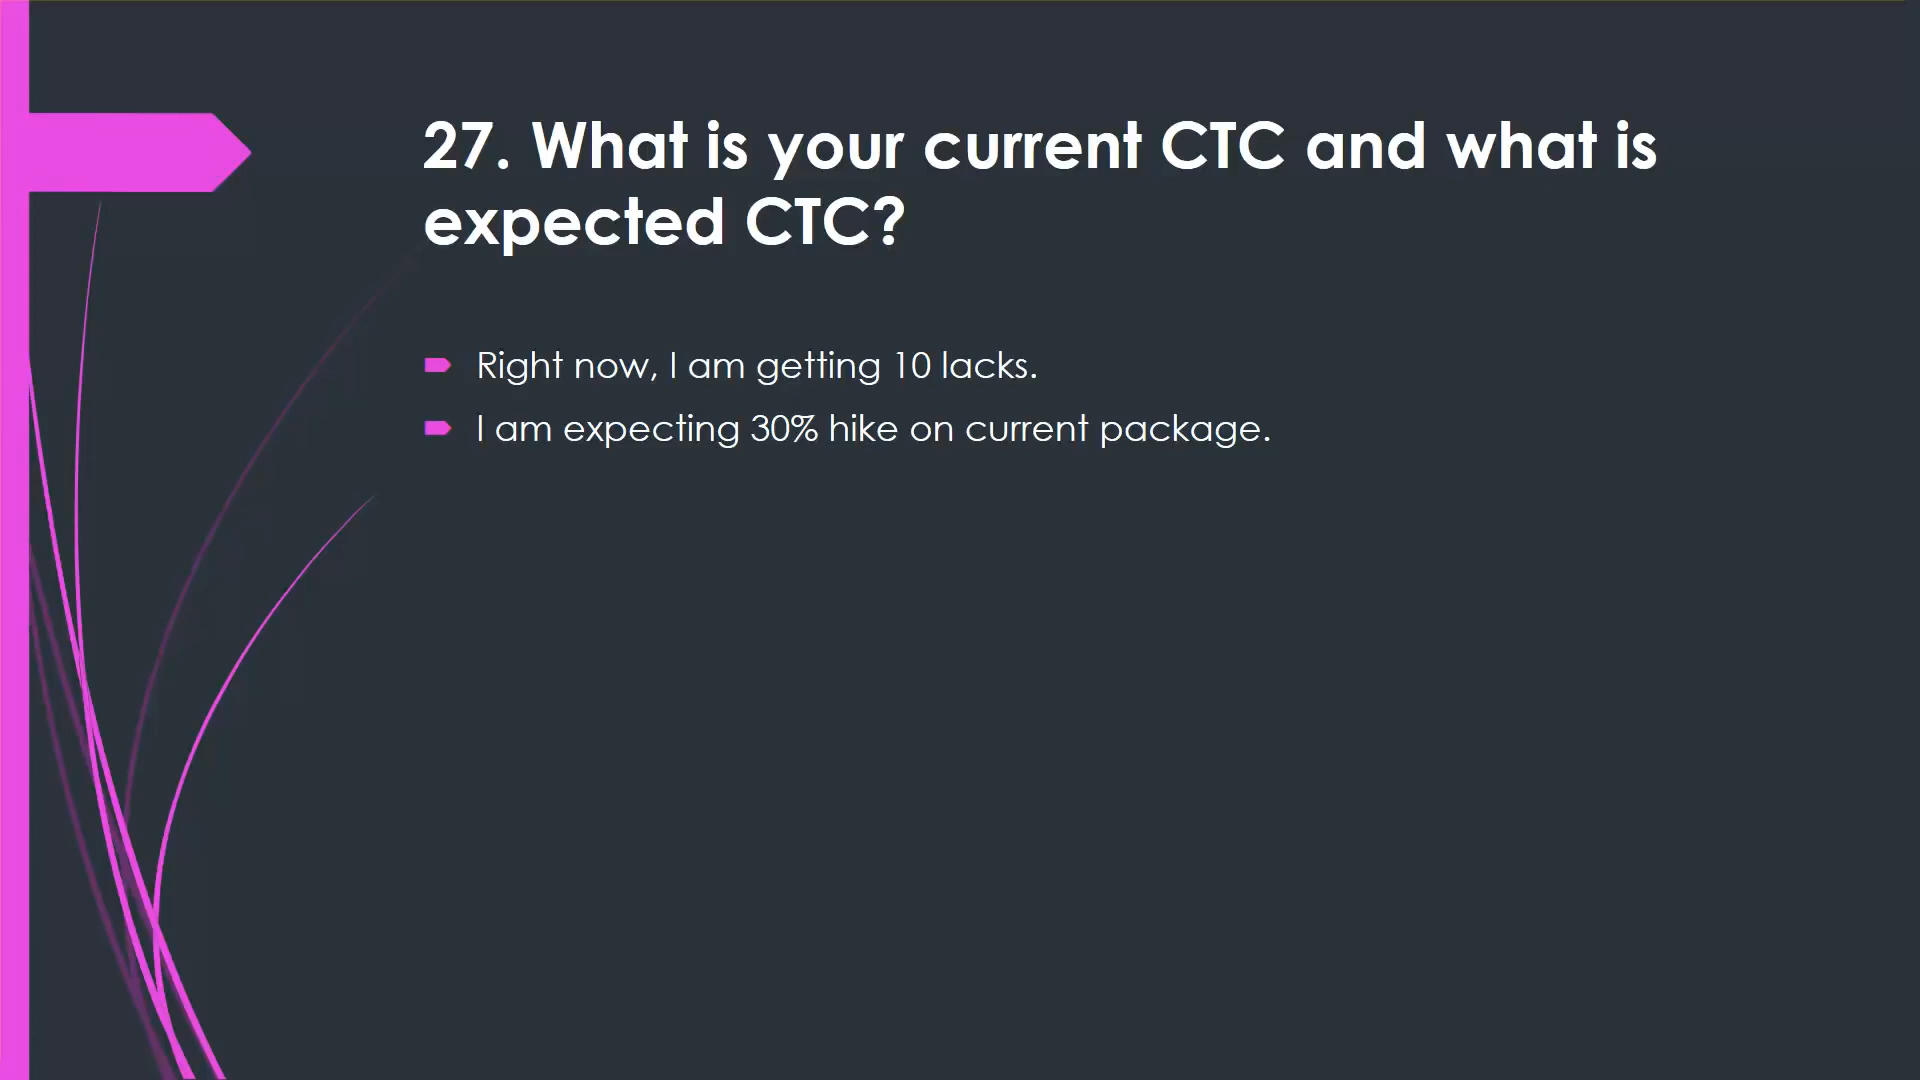 27. What is your current CTC and what is
expected CTC?
Right now, I am getting 10 lacks.
I am expecting 30% hike on current package.